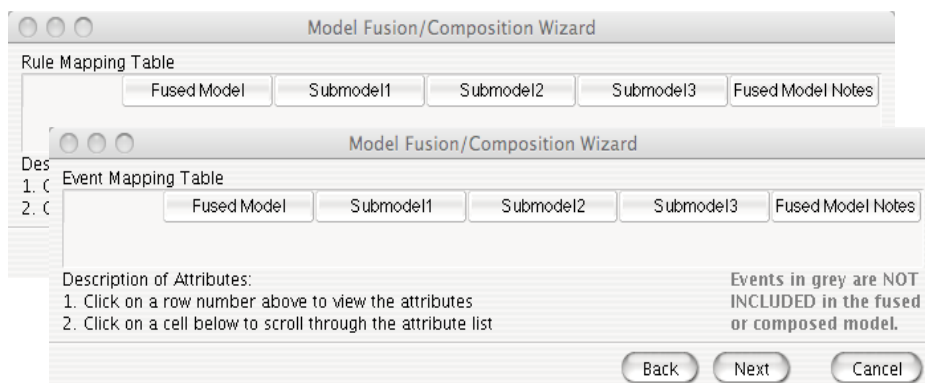 Model Fusion/Composition Wizard
Rule Mapping Table
Fused Model Submodel1 Submodel2 Submodel3 Fused Model Notes
Des
1. C
2. C
Model Fusion/Composition Wizard
Event Mapping Table
Fused Model Submodel1 Submodel2 Submodel3 Fused Model Notes
Description of Attributes:
1. Click on a row number above to view the attributes
2. Click on a cell below to scroll through the attribute list
Events in grey are NOT
INCLUDED in the fused
or composed model.
Back Next Cancel